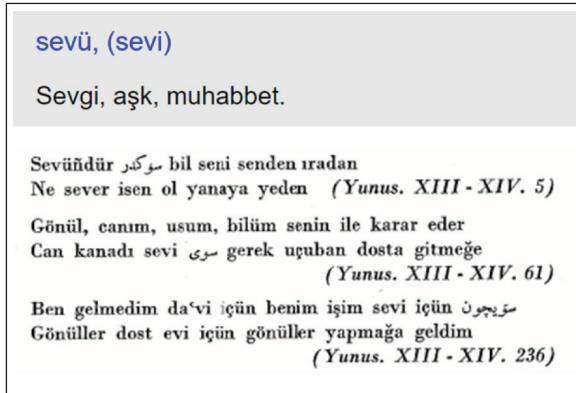 sevü, (sevi)
Sevgi, aşk, muhabbet.
Sevüñdür سوكدر bil seni senden ıradan
Ne sever isen ol yanaya yeden (Yunus. XIII - XIV. 5)
Gönül, canım, usum, bilüm senin ile karar eder
Can kanadı sevi سوى gerek uçuban dosta gitmeğe
(Yunus. XIII - XIV. 61)
Ben gelmedim da‘vi içün benim işim sevi içün سَوِيچون
Gönüller dost evi içün gönüller yapmağa geldim
(Yunus. XIII - XIV. 236)